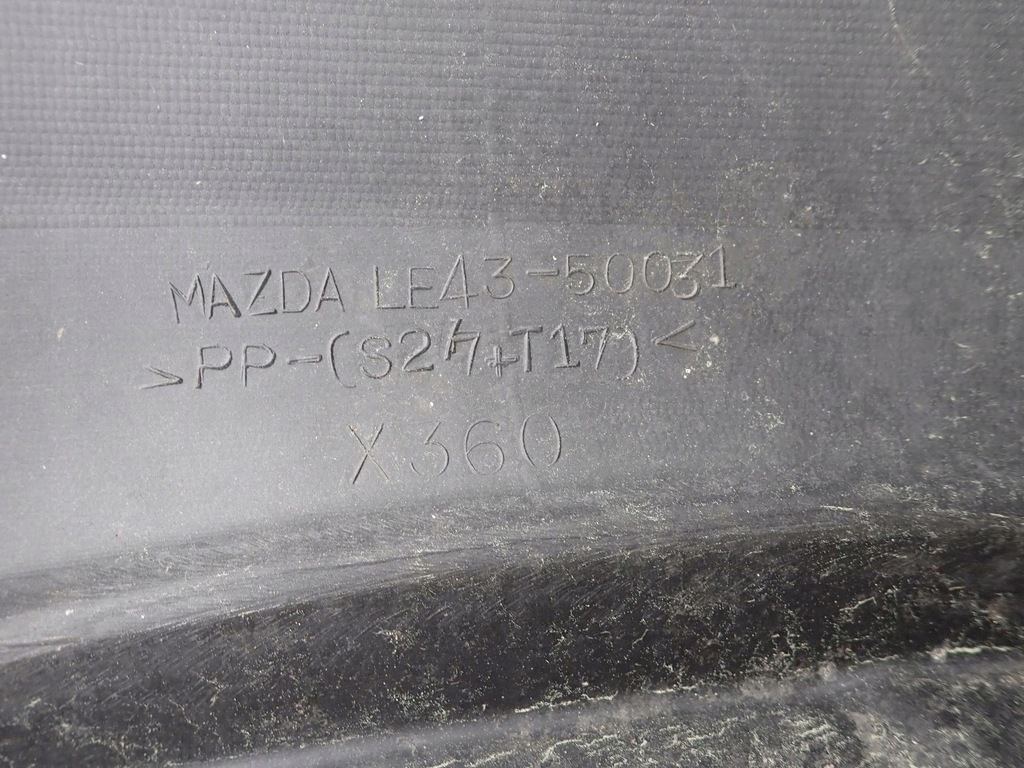 MAZDA LE43-50031
>PP-(S27+T17)<
X360